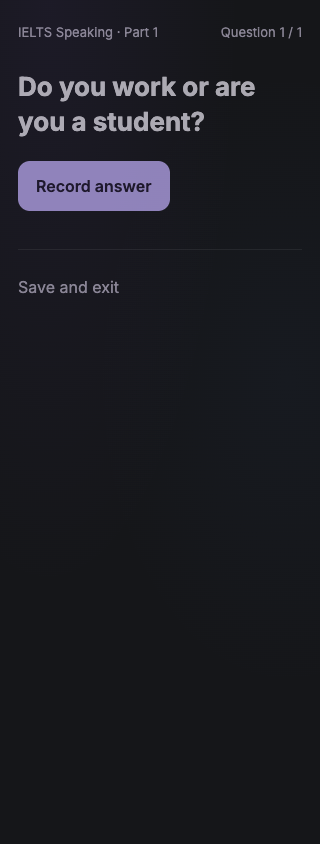 IELTS Speaking · Part 1
Question 1 / 1
Do you work or are
you a student?
Record answer
Save and exit